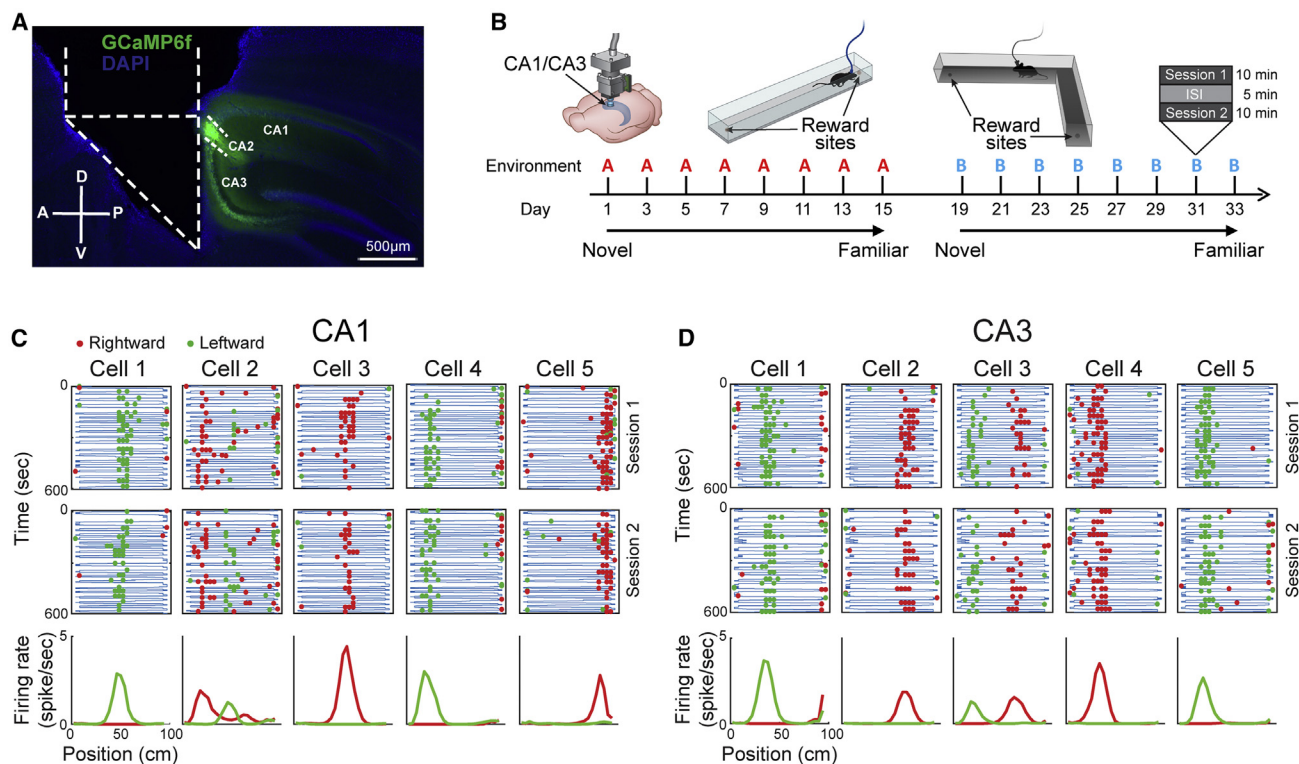 A
GCaMP6f
DAPI
CA1
CA2
CA3
D
A P
V
500μm
B
CA1/CA3
Reward sites
Reward sites
Session 1 10 min
ISI 5 min
Session 2 10 min
Environment A A A A A A A A B B B B B B B B
Day 1 3 5 7 9 11 13 15 19 21 23 25 27 29 31 33
Novel Familiar Novel Familiar
C
CA1
Rightward Leftward
Cell 1 Cell 2 Cell 3 Cell 4 Cell 5
0
600
Session 1
Time (sec)
0
600
Session 2
5
Firing rate (spike/sec)
0
0 50 100
Position (cm)
D
CA3
Cell 1 Cell 2 Cell 3 Cell 4 Cell 5
0
600
Session 1
Time (sec)
0
600
Session 2
5
Firing rate (spike/sec)
0
0 50 100
Position (cm)